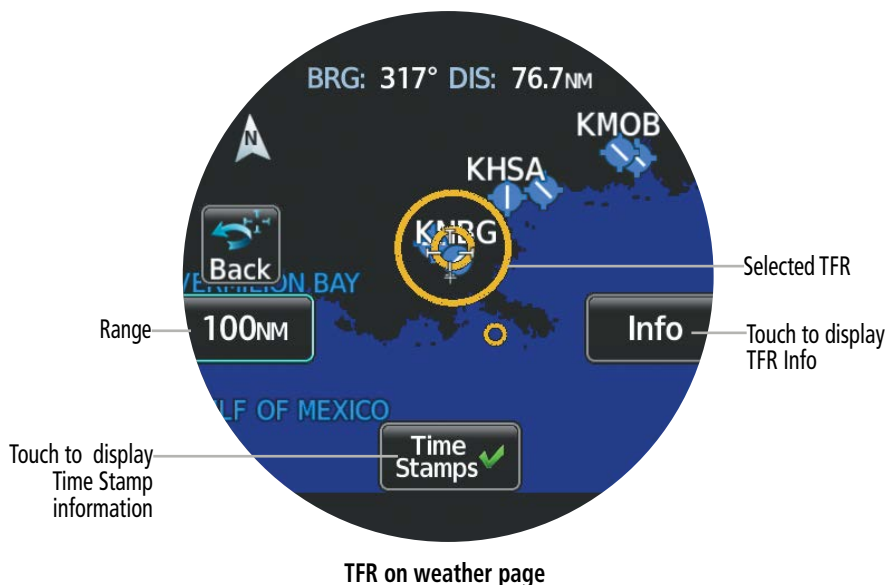 BRG: 317° DIS: 76.7NM
N
KMOB
KHSA
KNBG
Back
VERMILION BAY
Selected TFR
Range
100NM
Info
Touch to display
TFR Info
LF OF MEXICO
Time
Stamps
Touch to display
Time Stamp
information
TFR on weather page